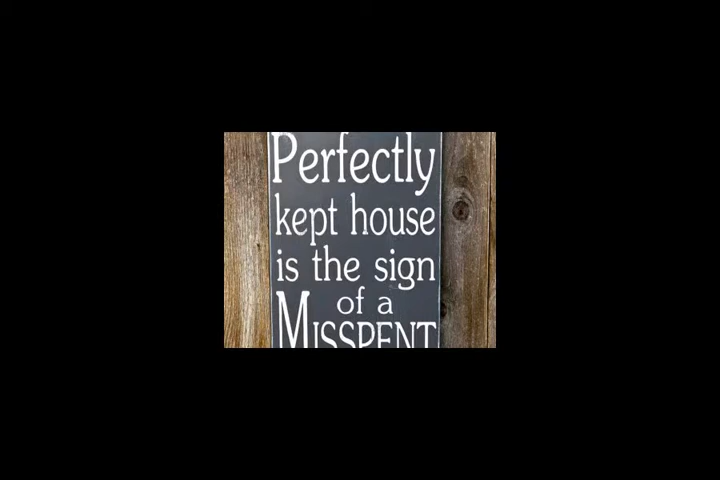 Perfectly
kept house
is the sign
of a
MISSPENT